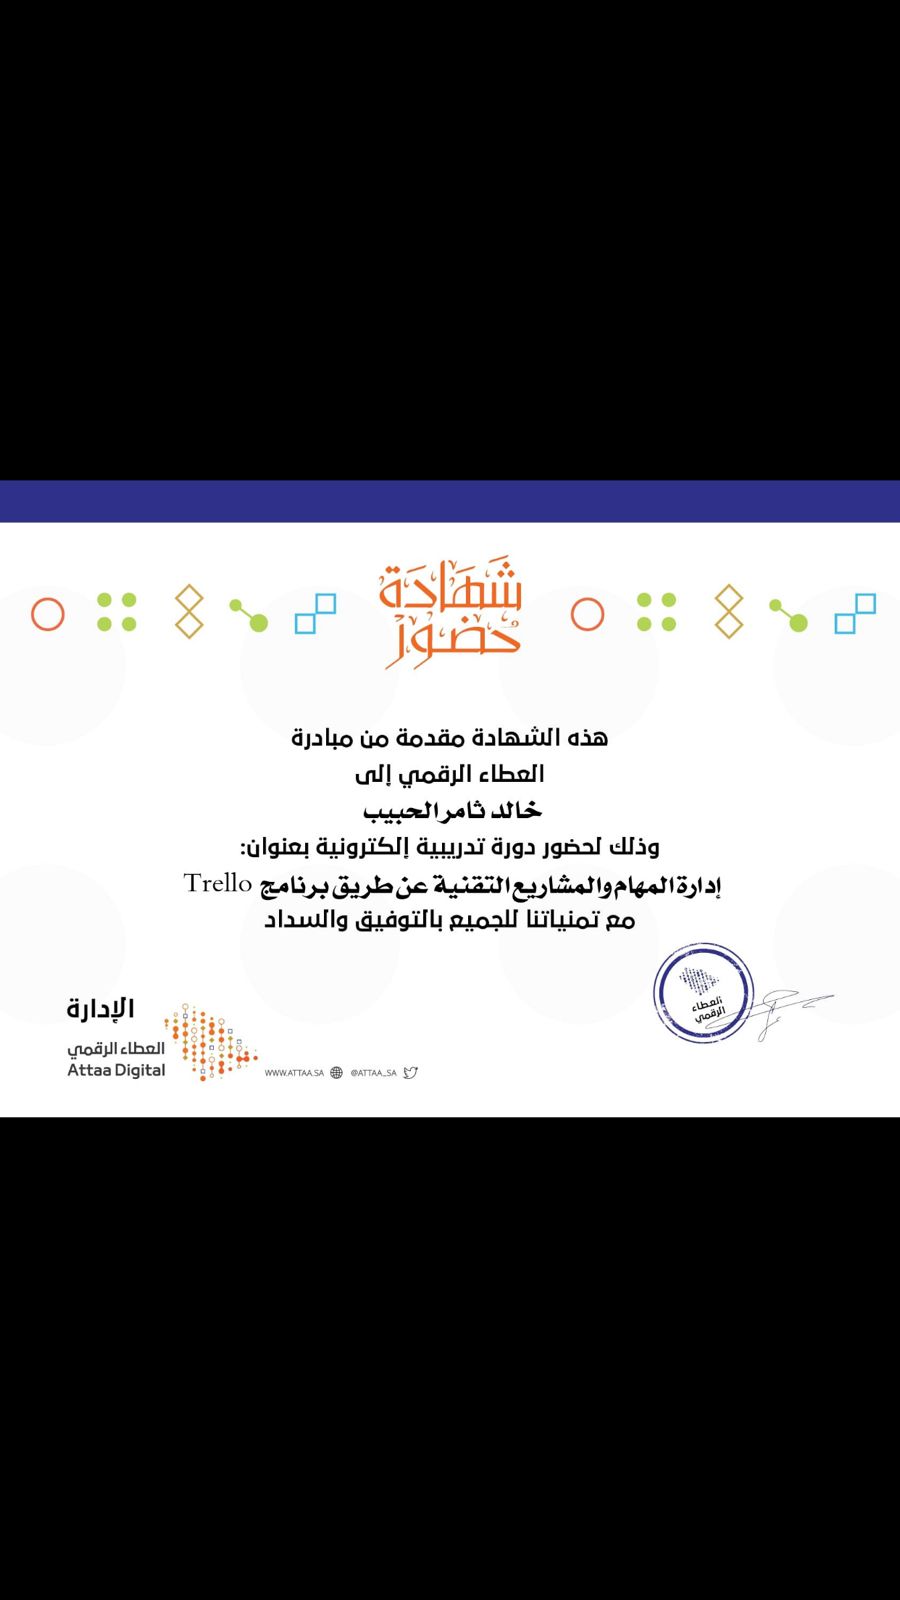 شَهَادَة
حُضُورْ
هذه الشهادة مقدمة من مبادرة
العطاء الرقمي إلى
خالد ثامر الحبيب
وذلك لحضور دورة تدريبية إلكترونية بعنوان:
إدارة المهام والمشاريع التقنية عن طريق برنامج Trello
مع تمنياتنا للجميع بالتوفيق والسداد
العطاء
الرقمي
الإدارة
العطاء الرقمي
Attaa Digital
WWW.ATTAA.SA @ATTAA_SA